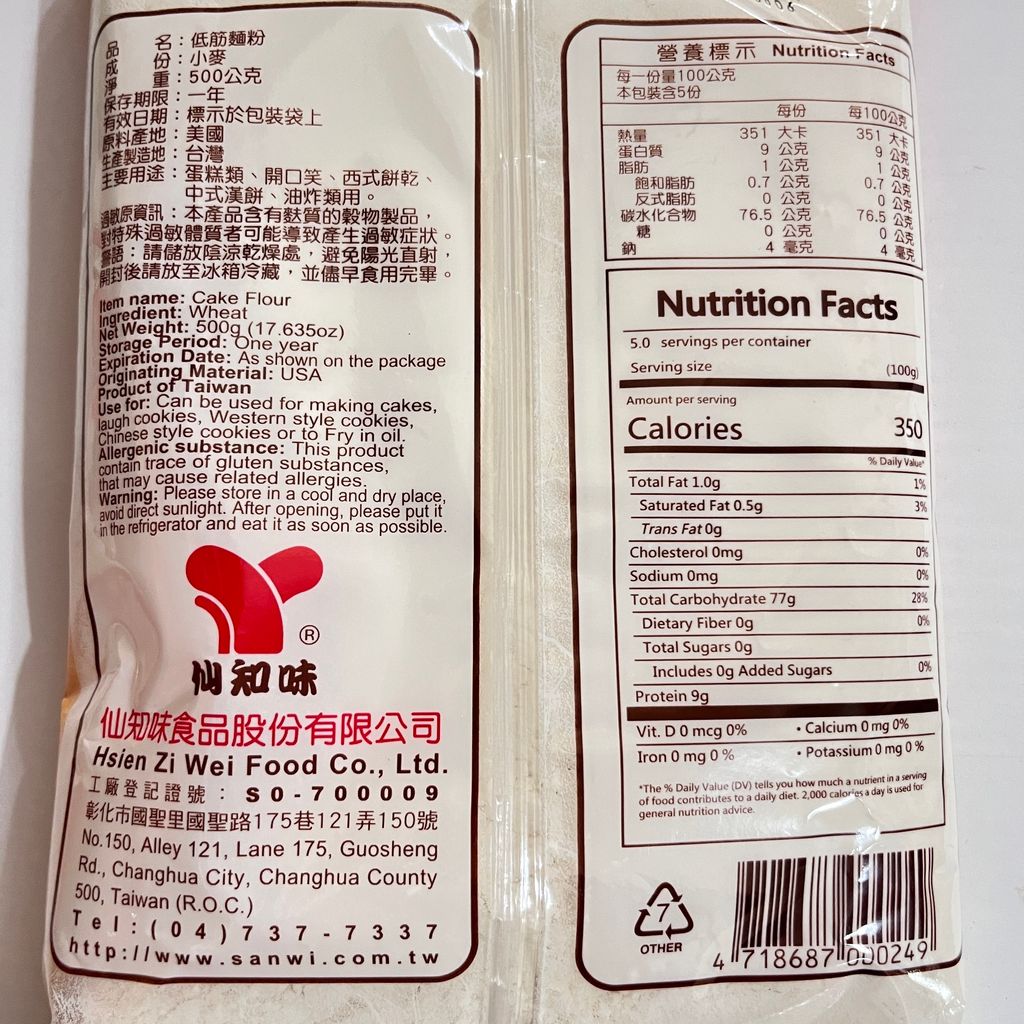 品　　名：低筋麵粉
成　　份：小麥
淨　　重：500公克
保存期限：一年
有效日期：標示於包裝袋上
原料產地：美國
生產製造地：台灣
主要用途：蛋糕類、開口笑、西式餅乾、
中式漢餅、油炸類用。
過敏原資訊：本產品含有麩質的穀物製品，
對特殊過敏體質者可能導致產生過敏症狀。
警語：請儲放陰涼乾燥處，避免陽光直射，
開封後請放至冰箱冷藏，並儘早食用完畢。
Item name: Cake Flour
Ingredient: Wheat
Net Weight: 500g (17.635oz)
Storage Period: One year
Expiration Date: As shown on the package
Originating Material: USA
Product of Taiwan
Use for: Can be used for making cakes,
laugh cookies, Western style cookies,
Chinese style cookies or to Fry in oil.
Allergenic substance: This product
contain trace of gluten substances,
that may cause related allergies.
Warning: Please store in a cool and dry place,
avoid direct sunlight. After opening, please put it
in the refrigerator and eat it as soon as possible.
®
仙知味
仙知味食品股份有限公司
Hsien Zi Wei Food Co., Ltd.
工廠登記證號：S0-700009
彰化市國聖里國聖路175巷121弄150號
No.150, Alley 121, Lane 175, Guosheng
Rd., Changhua City, Changhua County
500, Taiwan (R.O.C.)
Tel:(04)737-7337
http://www.sanwi.com.tw
營養標示 Nutrition Facts
每一份量100公克
本包裝含5份
每份 每100公克
熱量 351 大卡 351 大卡
蛋白質 9 公克 9 公克
脂肪 1 公克 1 公克
飽和脂肪 0.7 公克 0.7 公克
反式脂肪 0 公克 0 公克
碳水化合物 76.5 公克 76.5 公克
糖 0 公克 0 公克
鈉 4 毫克 4 毫克
Nutrition Facts
5.0 servings per container
Serving size (100g)
Amount per serving
Calories 350
% Daily Value*
Total Fat 1.0g 1%
Saturated Fat 0.5g 3%
Trans Fat 0g
Cholesterol 0mg 0%
Sodium 0mg 0%
Total Carbohydrate 77g 28%
Dietary Fiber 0g 0%
Total Sugars 0g
Includes 0g Added Sugars 0%
Protein 9g
Vit. D 0 mcg 0% • Calcium 0 mg 0%
Iron 0 mg 0 % • Potassium 0 mg 0 %
*The % Daily Value (DV) tells you how much a nutrient in a serving
of food contributes to a daily diet. 2,000 calories a day is used for
general nutrition advice.
7
OTHER
4 718687 000249